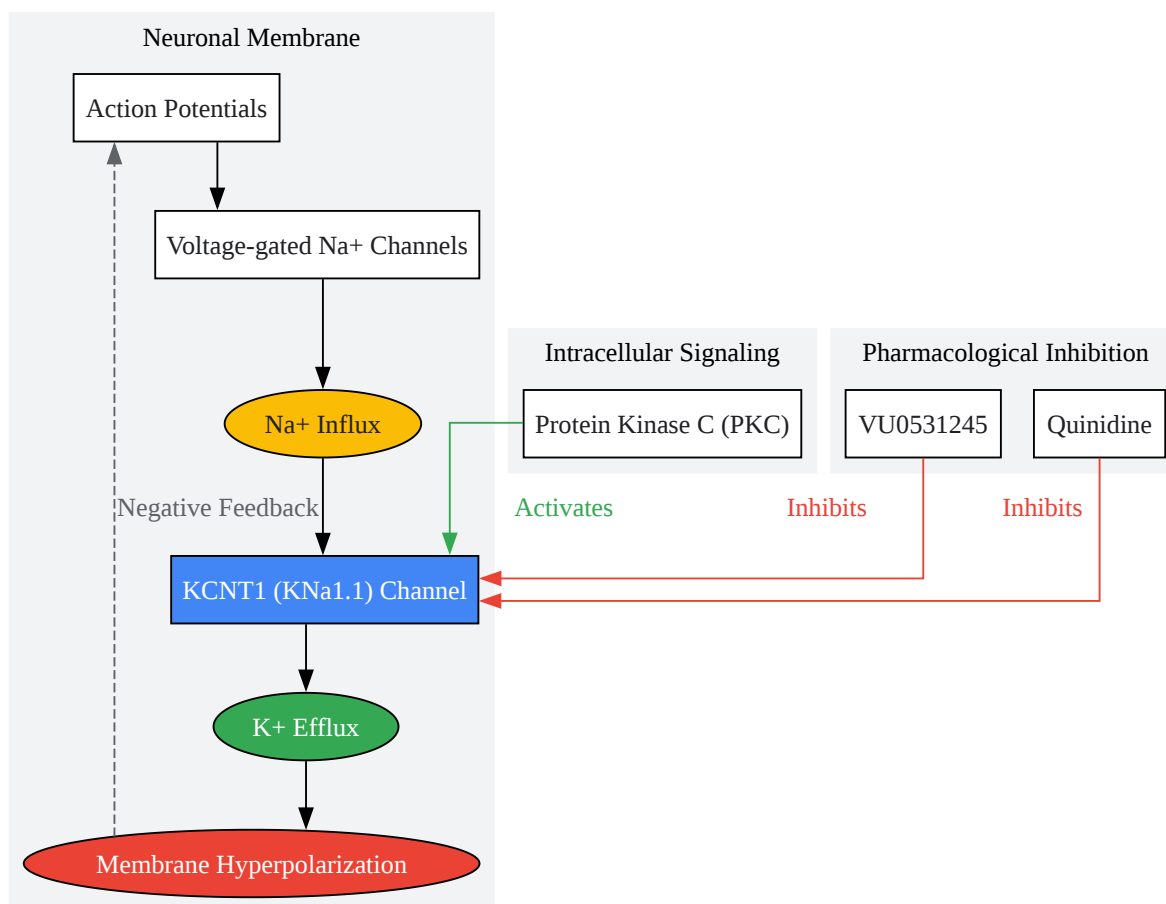 Neuronal Membrane
Action Potentials
Voltage-gated Na+ Channels
Intracellular Signaling
Pharmacological Inhibition
Na+ Influx
Protein Kinase C (PKC)
VU0531245
Quinidine
Negative Feedback
Activates
Inhibits
Inhibits
KCNT1 (KNa1.1) Channel
K+ Efflux
Membrane Hyperpolarization